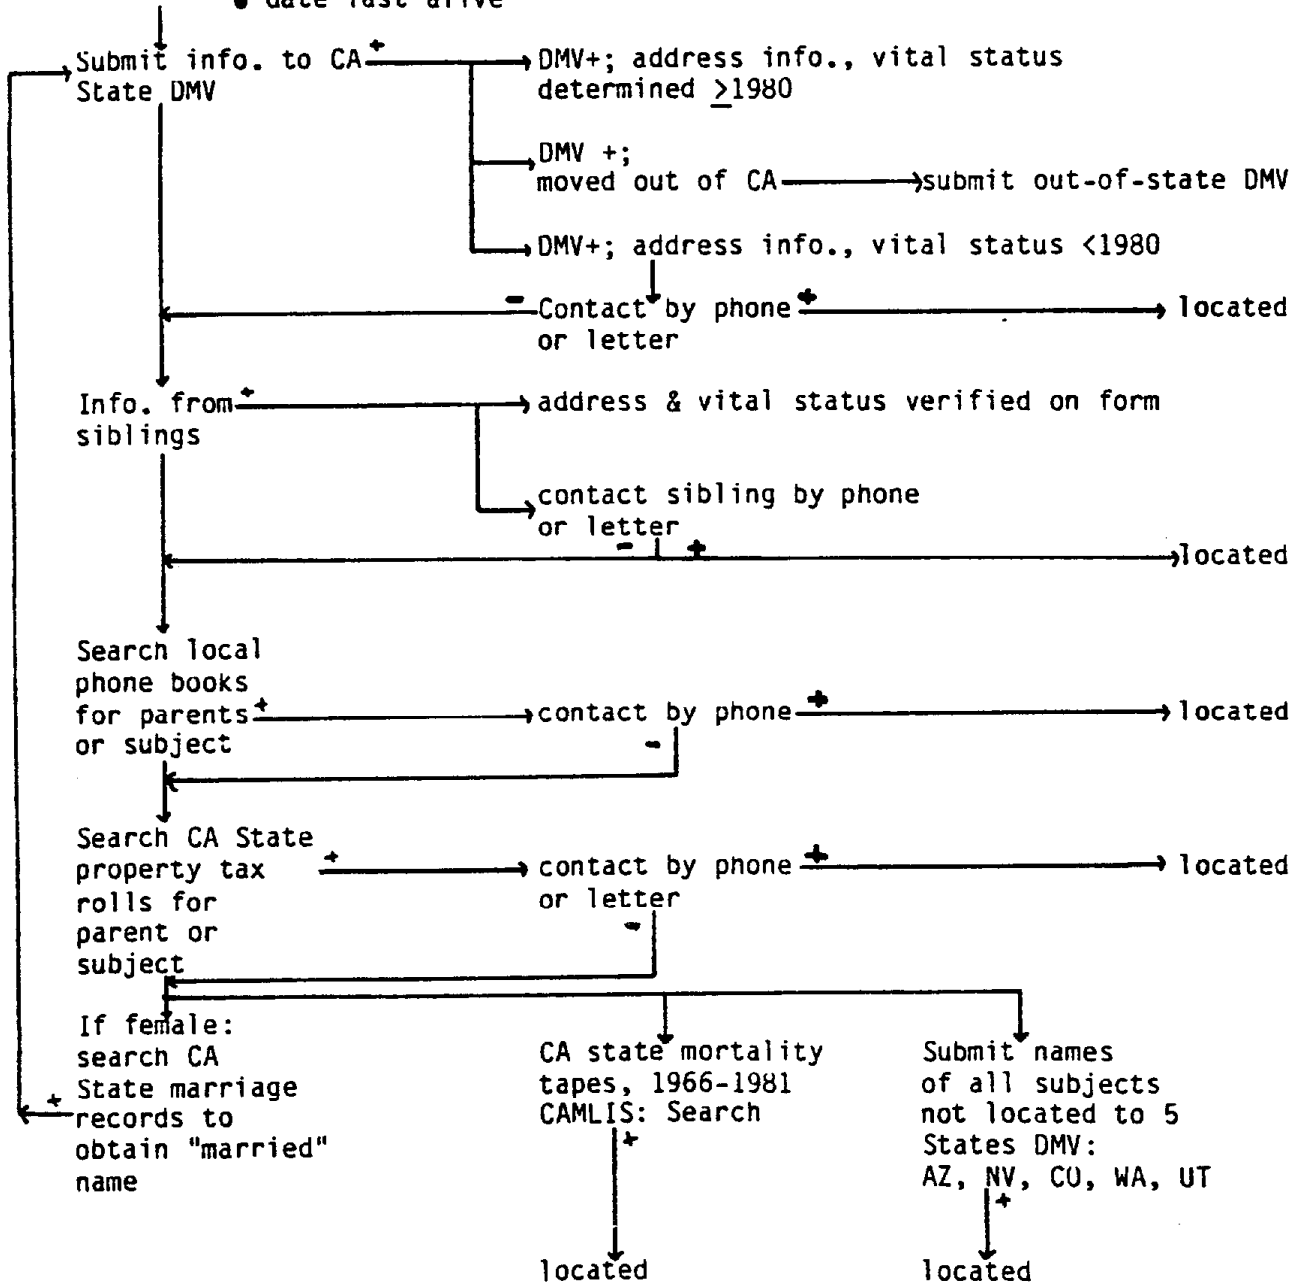 ● date last alive
Submit info. to CA +
State DMV
DMV+; address info., vital status
determined ≥1980
DMV +;
moved out of CA
submit out-of-state DMV
DMV+; address info., vital status <1980
- Contact by phone +
or letter
located
Info. from +
siblings
address & vital status verified on form
contact sibling by phone
or letter
- +
located
Search local
phone books
for parents +
or subject
contact by phone +
-
located
Search CA State
property tax +
rolls for
parent or
subject
contact by phone +
or letter
-
located
If female:
search CA
State marriage
+ records to
obtain "married"
name
CA state mortality
tapes, 1966-1981
CAMLIS: Search
+
located
Submit names
of all subjects
not located to 5
States DMV:
AZ, NV, CO, WA, UT
+
located